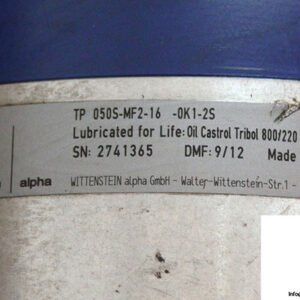 TP 050S-MF2-16 -0K1-2S
Lubricated for Life: Oil Castrol Tribol 800/220
SN: 2741365 DMF: 9/12 Made
alpha WITTENSTEIN alpha GmbH - Walter-Wittenstein-Str.1 -